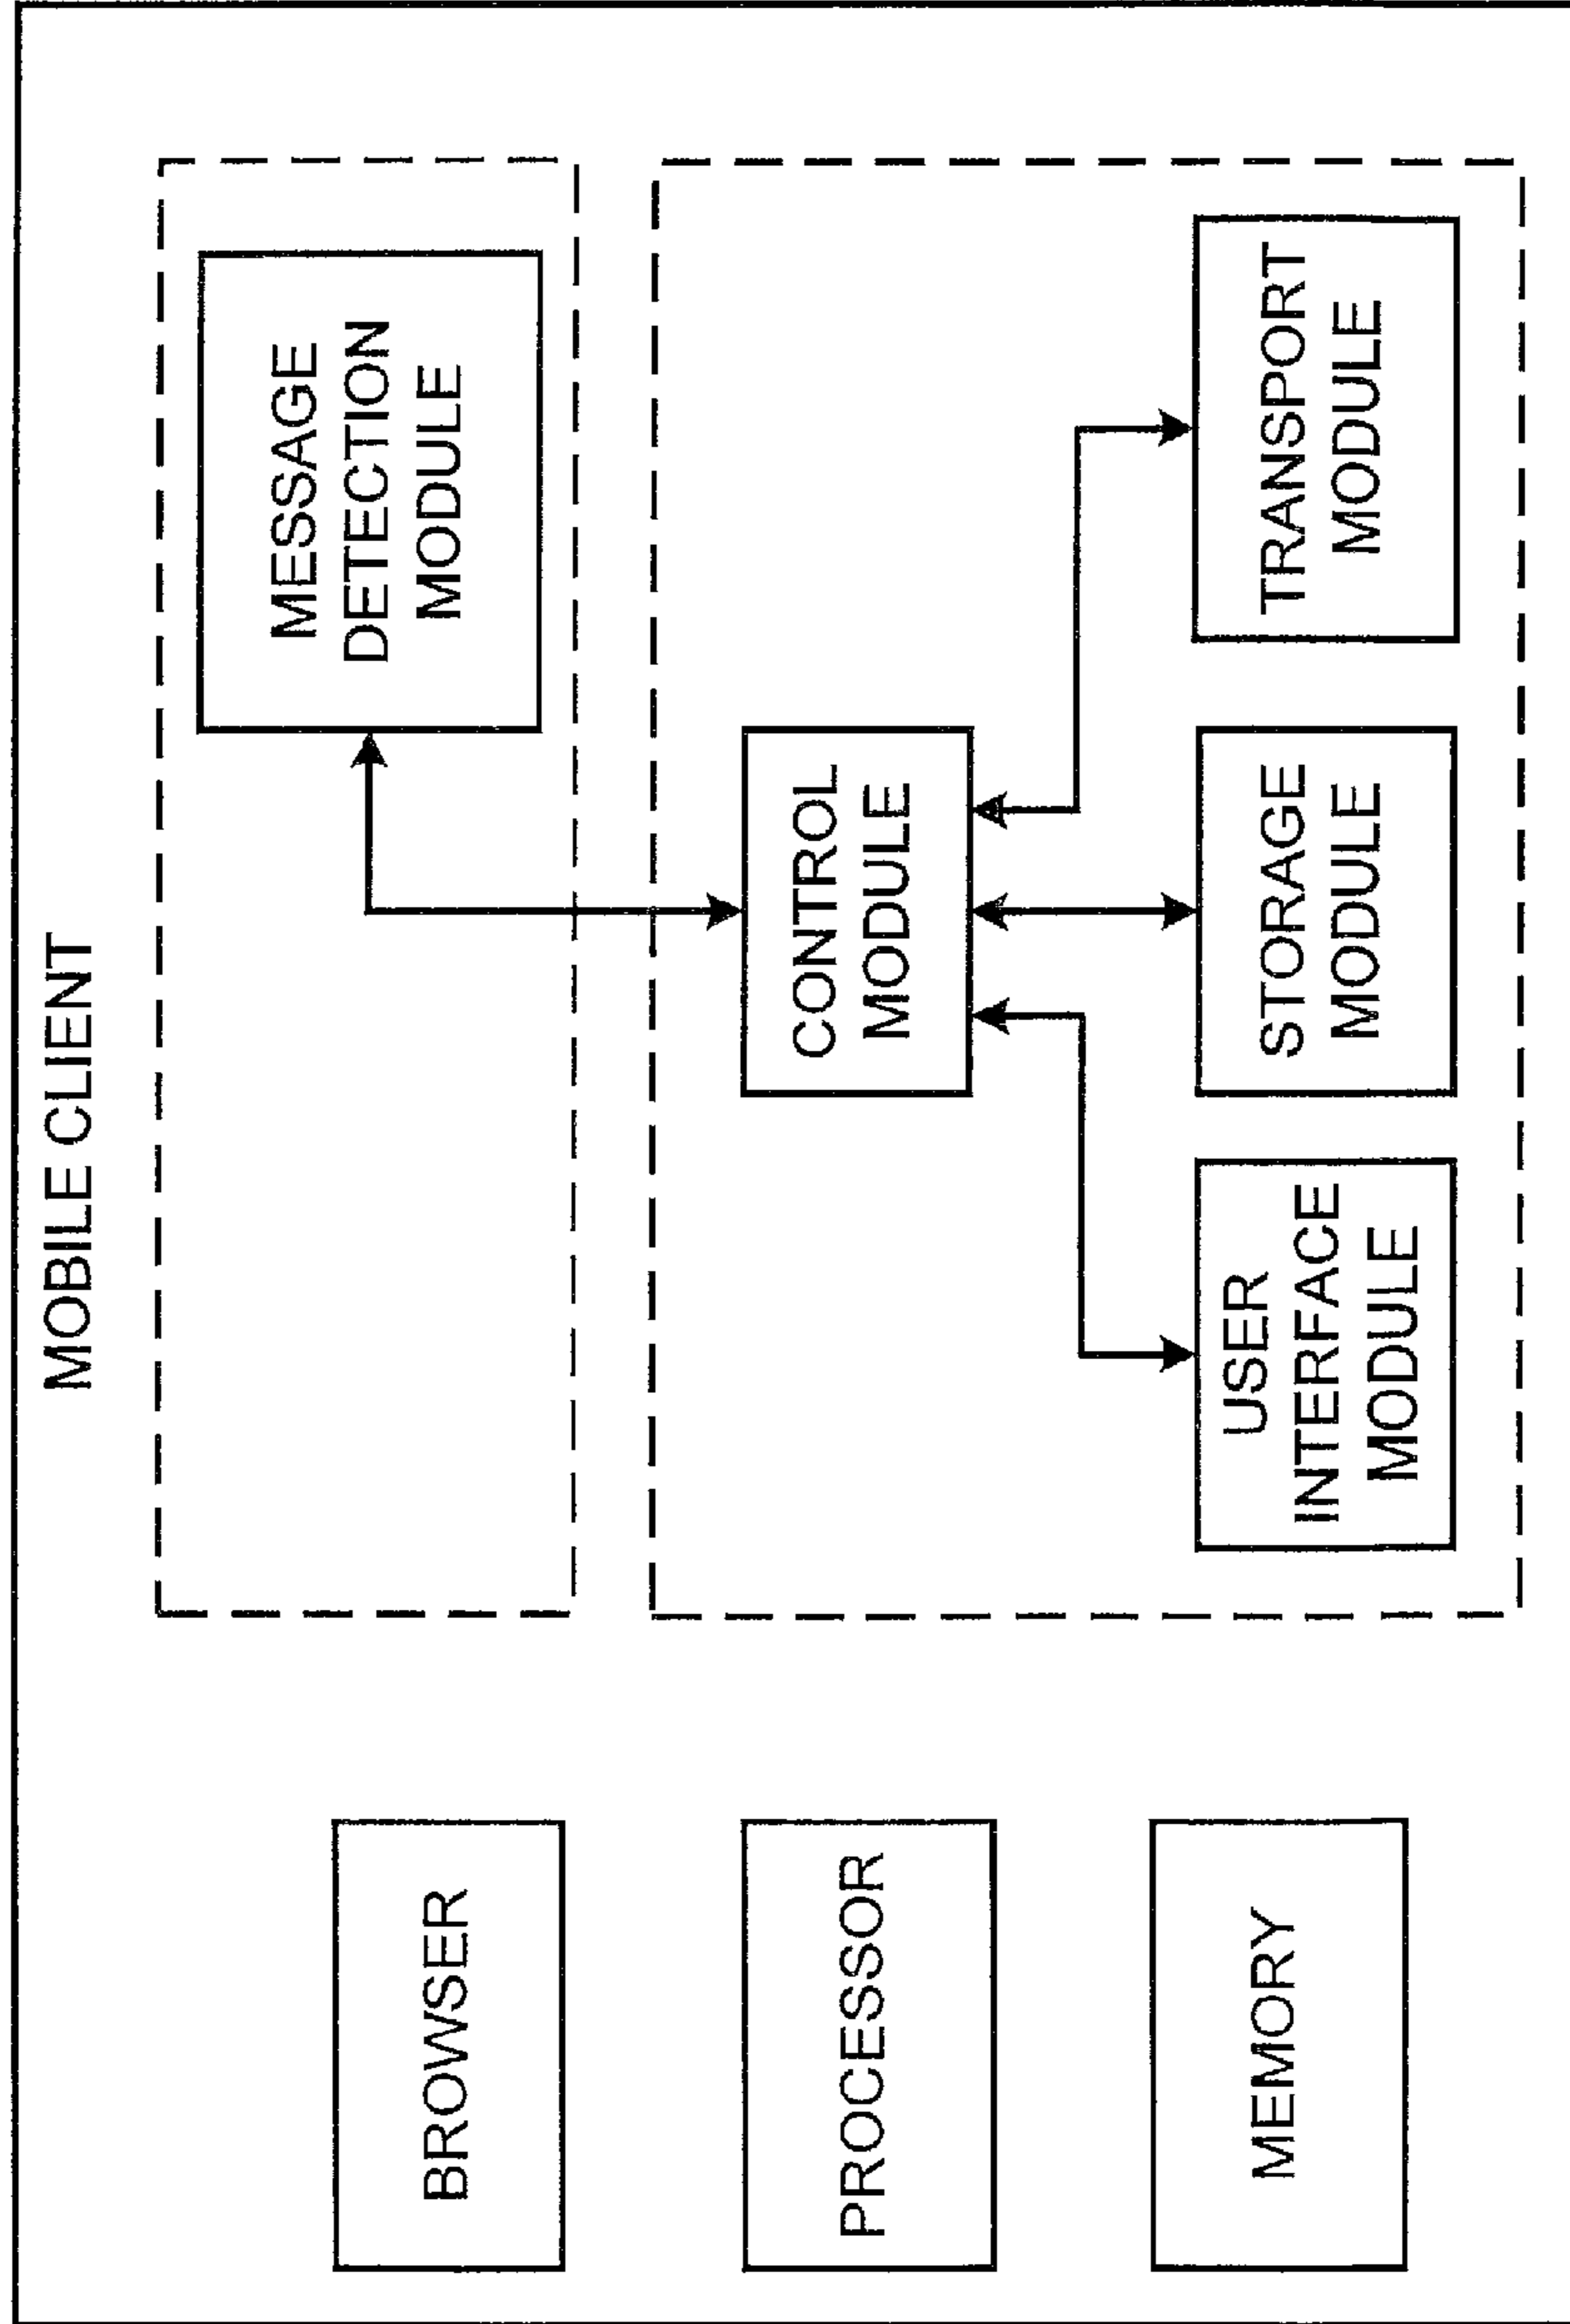 MOBILE CLIENT
BROWSER
PROCESSOR
MEMORY
MESSAGE
DETECTION
MODULE
CONTROL
MODULE
USER
INTERFACE
MODULE
STORAGE
MODULE
TRANSPORT
MODULE